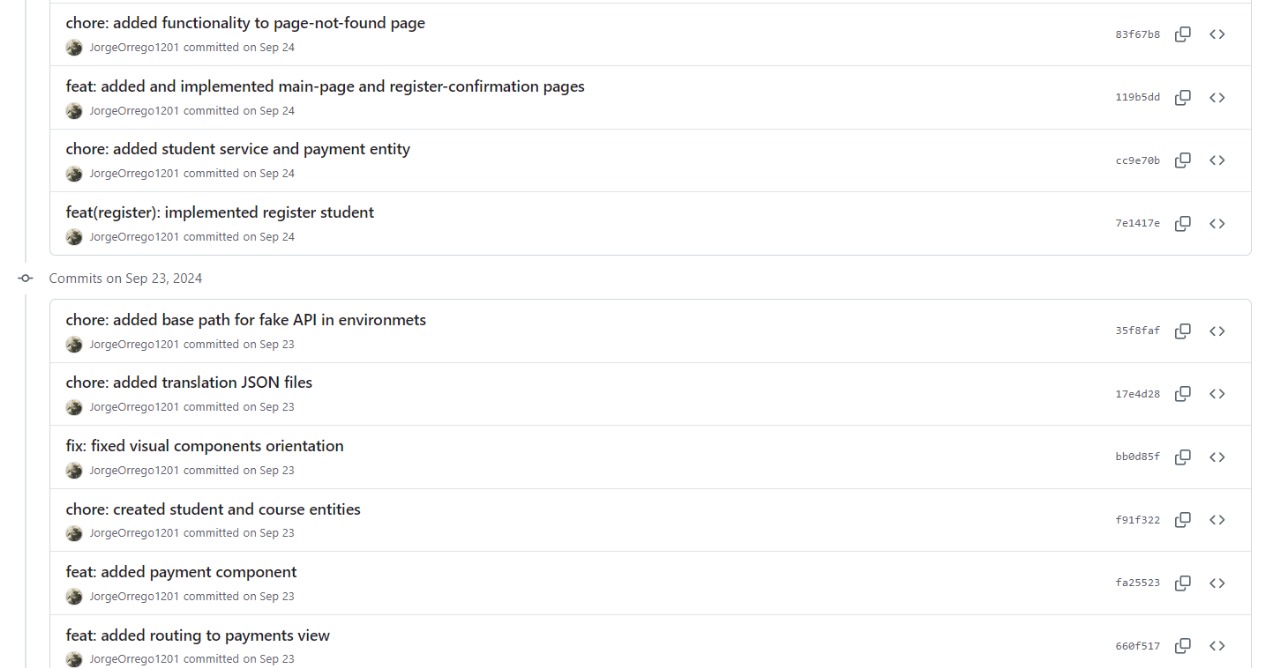 chore: added functionality to page-not-found page
JorgeOrrego1201 committed on Sep 24
83f67b8
feat: added and implemented main-page and register-confirmation pages
JorgeOrrego1201 committed on Sep 24
119b5dd
chore: added student service and payment entity
JorgeOrrego1201 committed on Sep 24
cc9e70b
feat(register): implemented register student
JorgeOrrego1201 committed on Sep 24
7e1417e
Commits on Sep 23, 2024
chore: added base path for fake API in environmets
JorgeOrrego1201 committed on Sep 23
35f8faf
chore: added translation JSON files
JorgeOrrego1201 committed on Sep 23
17e4d28
fix: fixed visual components orientation
JorgeOrrego1201 committed on Sep 23
bb0d85f
chore: created student and course entities
JorgeOrrego1201 committed on Sep 23
f91f322
feat: added payment component
JorgeOrrego1201 committed on Sep 23
fa25523
feat: added routing to payments view
JorgeOrrego1201 committed on Sep 23
660f517